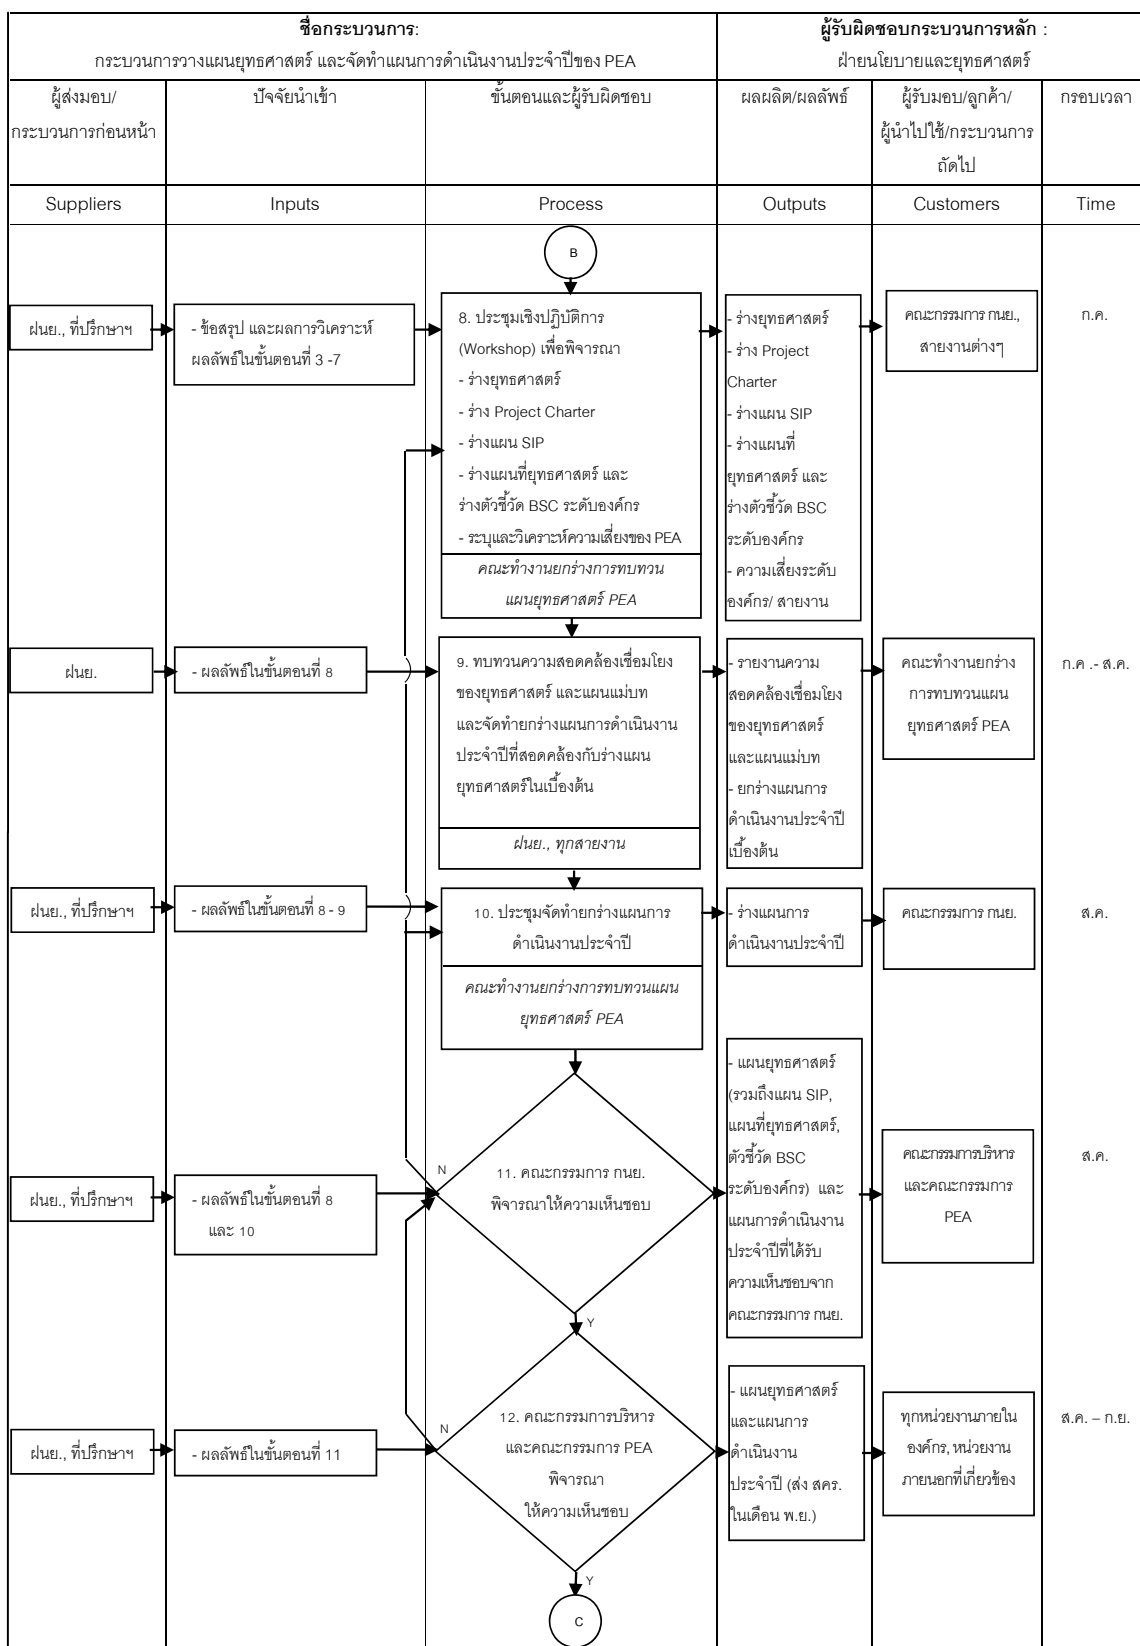 ชื่อกระบวนการ:
กระบวนการวางแผนยุทธศาสตร์ และจัดทำแผนการดำเนินงานประจำปีของ PEA
ผู้รับผิดชอบกระบวนการหลัก :
ฝ่ายนโยบายและยุทธศาสตร์
ผู้ส่งมอบ/
กระบวนการก่อนหน้า
ปัจจัยนำเข้า
ขั้นตอนและผู้รับผิดชอบ
ผลผลิต/ผลลัพธ์
ผู้รับมอบ/ลูกค้า/
ผู้นำไปใช้/กระบวนการ
ถัดไป
กรอบเวลา
Suppliers
Inputs
Process
Outputs
Customers
Time
B
ฝนย., ที่ปรึกษาฯ
- ข้อสรุป และผลการวิเคราะห์
ผลลัพธ์ในขั้นตอนที่ 3 -7
8. ประชุมเชิงปฏิบัติการ
(Workshop) เพื่อพิจารณา
- ร่างยุทธศาสตร์
- ร่าง Project Charter
- ร่างแผน SIP
- ร่างแผนที่ยุทธศาสตร์ และ
ร่างตัวชี้วัด BSC ระดับองค์กร
- ระบุและวิเคราะห์ความเสี่ยงของ PEA
คณะทำงานยกร่างการทบทวน
แผนยุทธศาสตร์ PEA
- ร่างยุทธศาสตร์
- ร่าง Project
Charter
- ร่างแผน SIP
- ร่างแผนที่
ยุทธศาสตร์ และ
ร่างตัวชี้วัด BSC
ระดับองค์กร
- ความเสี่ยงระดับ
องค์กร/ สายงาน
คณะกรรมการ กนย.,
สายงานต่างๆ
ก.ค.
ฝนย.
- ผลลัพธ์ในขั้นตอนที่ 8
9. ทบทวนความสอดคล้องเชื่อมโยง
ของยุทธศาสตร์ และแผนแม่บท
และจัดทำยกร่างแผนการดำเนินงาน
ประจำปีที่สอดคล้องกับร่างแผน
ยุทธศาสตร์ในเบื้องต้น
ฝนย., ทุกสายงาน
- รายงานความ
สอดคล้องเชื่อมโยง
ของยุทธศาสตร์
และแผนแม่บท
- ยกร่างแผนการ
ดำเนินงานประจำปี
เบื้องต้น
คณะทำงานยกร่าง
การทบทวนแผน
ยุทธศาสตร์ PEA
ก.ค .- ส.ค.
ฝนย., ที่ปรึกษาฯ
- ผลลัพธ์ในขั้นตอนที่ 8 - 9
10. ประชุมจัดทำยกร่างแผนการ
ดำเนินงานประจำปี
คณะทำงานยกร่างการทบทวนแผน
ยุทธศาสตร์ PEA
- ร่างแผนการ
ดำเนินงานประจำปี
คณะกรรมการ กนย.
ส.ค.
ฝนย., ที่ปรึกษาฯ
- ผลลัพธ์ในขั้นตอนที่ 8
และ 10
N
11. คณะกรรมการ กนย.
พิจารณาให้ความเห็นชอบ
Y
- แผนยุทธศาสตร์
(รวมถึงแผน SIP,
แผนที่ยุทธศาสตร์,
ตัวชี้วัด BSC
ระดับองค์กร) และ
แผนการดำเนินงาน
ประจำปีที่ได้รับ
ความเห็นชอบจาก
คณะกรรมการ กนย.
คณะกรรมการบริหาร
และคณะกรรมการ
PEA
ส.ค.
ฝนย., ที่ปรึกษาฯ
- ผลลัพธ์ในขั้นตอนที่ 11
N
12. คณะกรรมการบริหาร
และคณะกรรมการ PEA
พิจารณา
ให้ความเห็นชอบ
Y
- แผนยุทธศาสตร์
และแผนการ
ดำเนินงาน
ประจำปี (ส่ง สคร.
ในเดือน พ.ย.)
ทุกหน่วยงานภายใน
องค์กร, หน่วยงาน
ภายนอกที่เกี่ยวข้อง
ส.ค. – ก.ย.
C